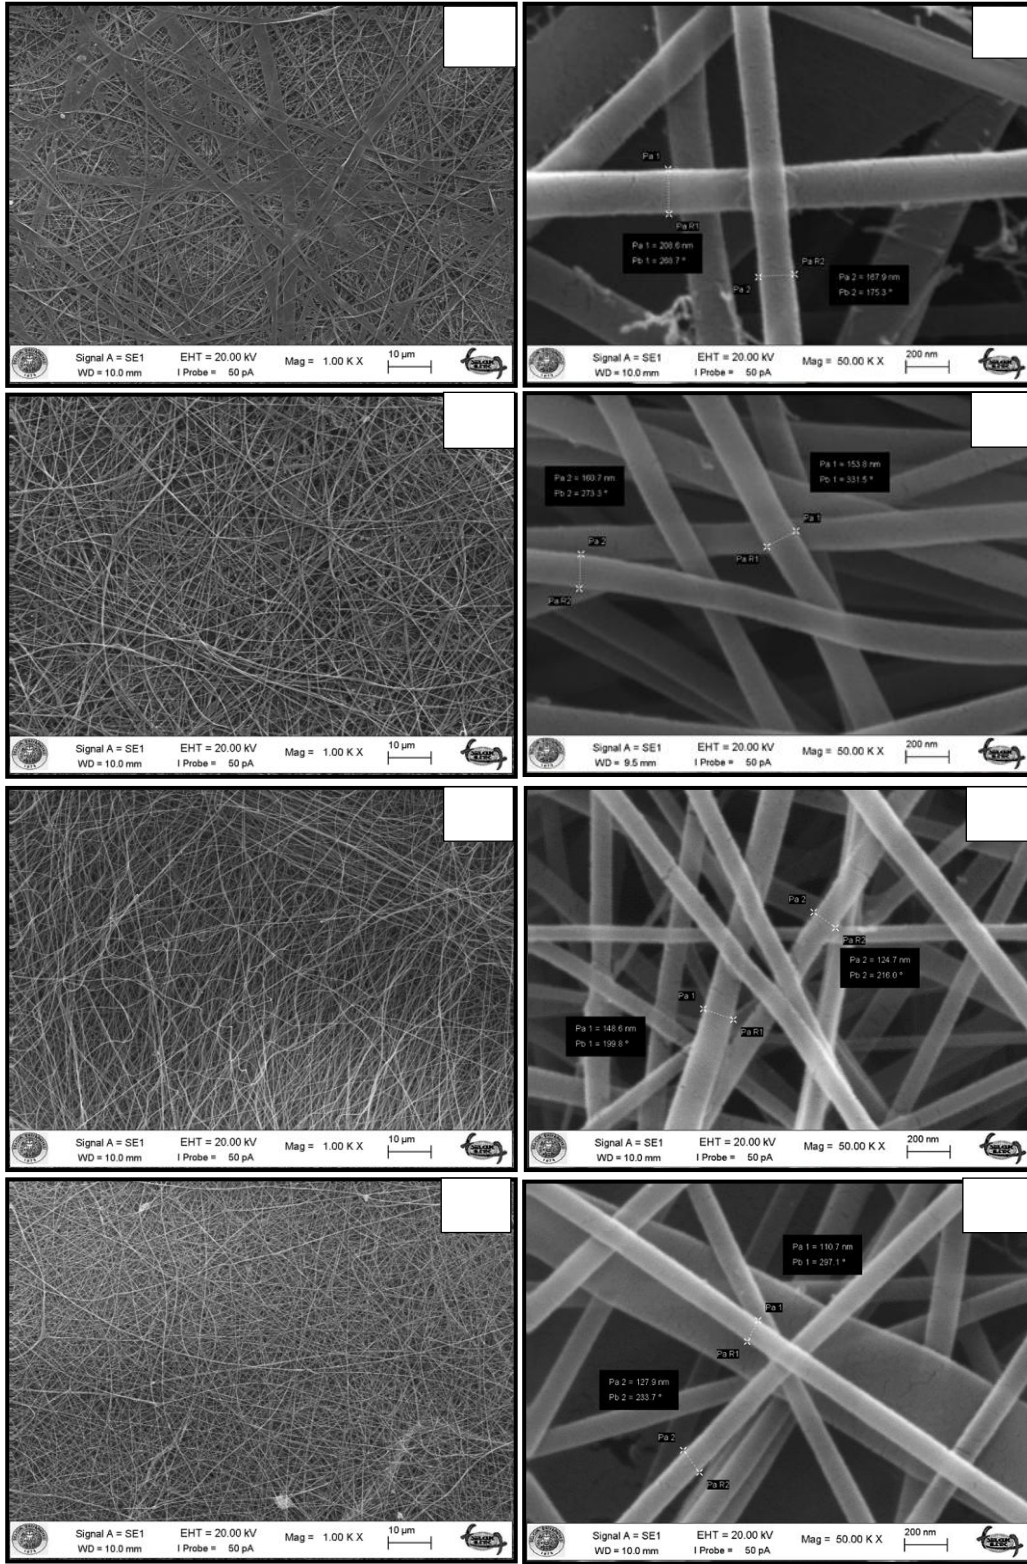 Signal A = SE1 EHT = 20.00 kV Mag = 1.00 K X 10 µm
WD = 10.0 mm I Probe = 50 pA
Pa 1
Pa R1
Pa 1 = 208.6 nm
Pb 1 = 268.7 °
Pa R2
Pa 2
Pa 2 = 167.9 nm
Pb 2 = 175.3 °
Signal A = SE1 EHT = 20.00 kV Mag = 50.00 K X 200 nm
WD = 10.0 mm I Probe = 50 pA
Signal A = SE1 EHT = 20.00 kV Mag = 1.00 K X 10 µm
WD = 10.0 mm I Probe = 50 pA
Pa 1 = 153.8 nm
Pb 1 = 331.5 °
Pa 2 = 160.7 nm
Pb 2 = 273.3 °
Pa 1
Pa 2
Pa R1
Pa R2
Signal A = SE1 EHT = 20.00 kV Mag = 50.00 K X 200 nm
WD = 9.5 mm I Probe = 50 pA
Signal A = SE1 EHT = 20.00 kV Mag = 1.00 K X 10 µm
WD = 10.0 mm I Probe = 50 pA
Pa 2
Pa R2
Pa 2 = 124.7 nm
Pb 2 = 216.0 °
Pa 1
Pa R1
Pa 1 = 148.6 nm
Pb 1 = 199.8 °
Signal A = SE1 EHT = 20.00 kV Mag = 50.00 K X 200 nm
WD = 10.0 mm I Probe = 50 pA
Signal A = SE1 EHT = 20.00 kV Mag = 1.00 K X 10 µm
WD = 10.0 mm I Probe = 50 pA
Pa 1 = 110.7 nm
Pb 1 = 297.1 °
Pa 1
Pa R1
Pa 2 = 127.9 nm
Pb 2 = 233.7 °
Pa 2
Pa R2
Signal A = SE1 EHT = 20.00 kV Mag = 50.00 K X 200 nm
WD = 10.0 mm I Probe = 50 pA